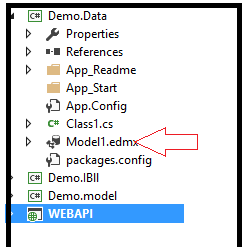 Demo.Data
Properties
References
App_Readme
App_Start
App.Config
Class1.cs
Model1.edmx
packages.config
Demo.IBll
Demo.model
WEBAPI